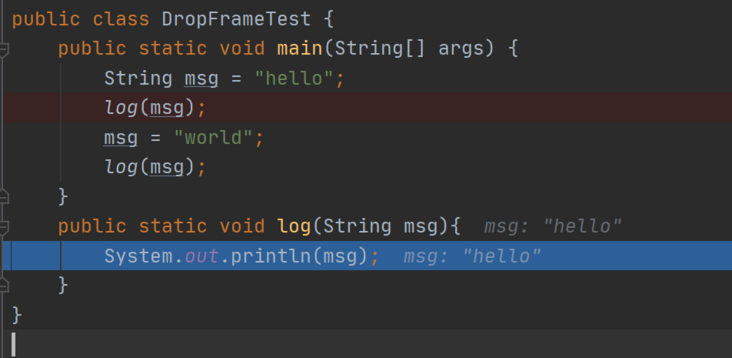 public class DropFrameTest {
    public static void main(String[] args) {
        String msg = "hello";
        log(msg);
        msg = "world";
        log(msg);
    }
    public static void log(String msg){  msg: "hello"
        System.out.println(msg);  msg: "hello"
    }
}